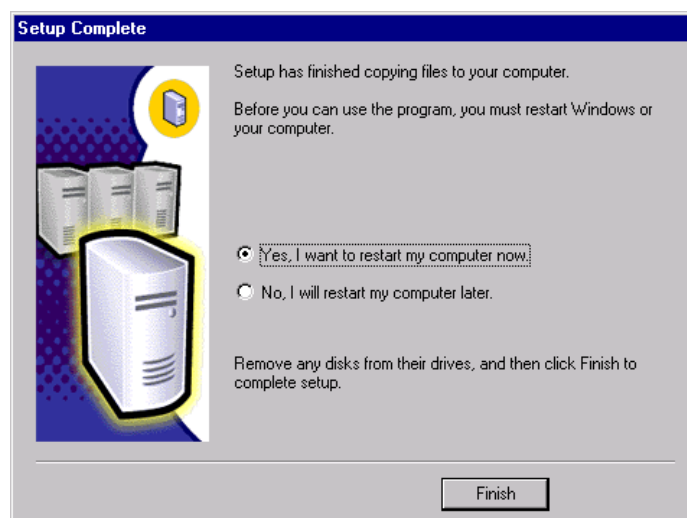 Setup Complete
Setup has finished copying files to your computer.
Before you can use the program, you must restart Windows or
your computer.
Yes, I want to restart my computer now.
No, I will restart my computer later.
Remove any disks from their drives, and then click Finish to
complete setup.
Finish